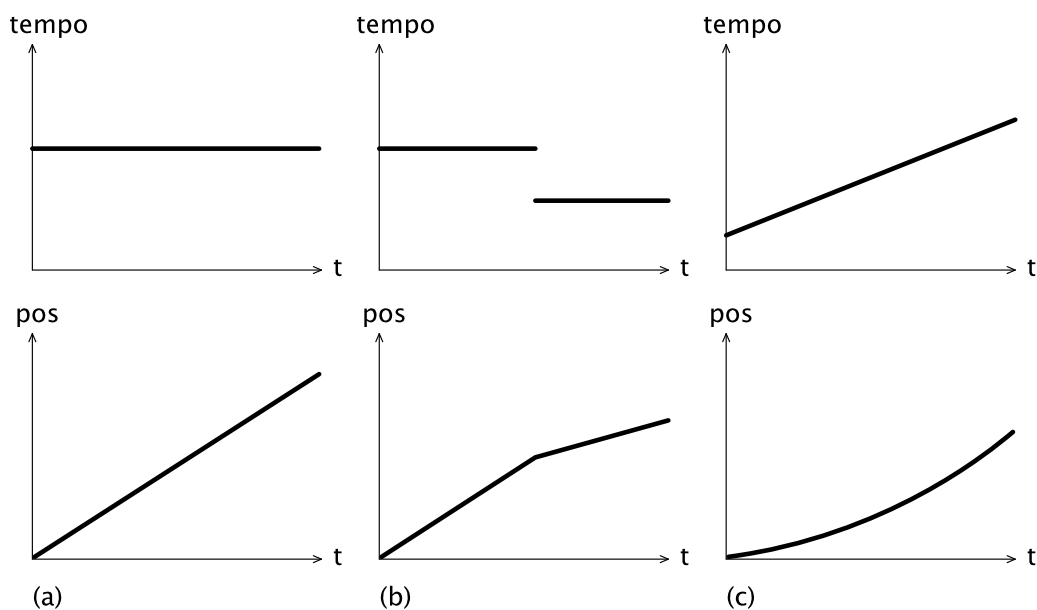 tempo tempo tempo
t t t
pos pos pos
t t t
(a) (b) (c)